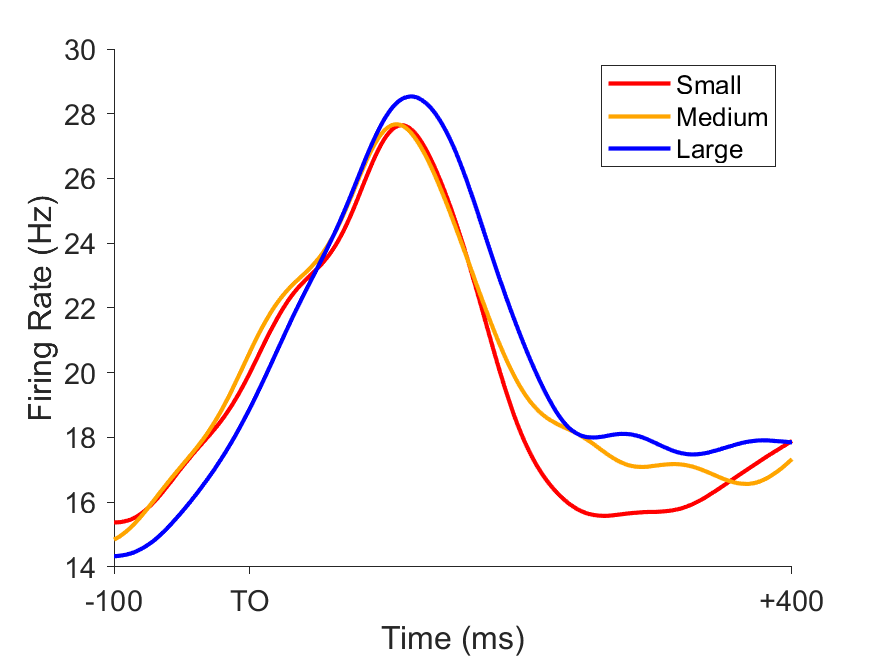 30
28
26
24
22
20
18
16
14
Firing Rate (Hz)
Small
Medium
Large
-100
TO
+400
Time (ms)